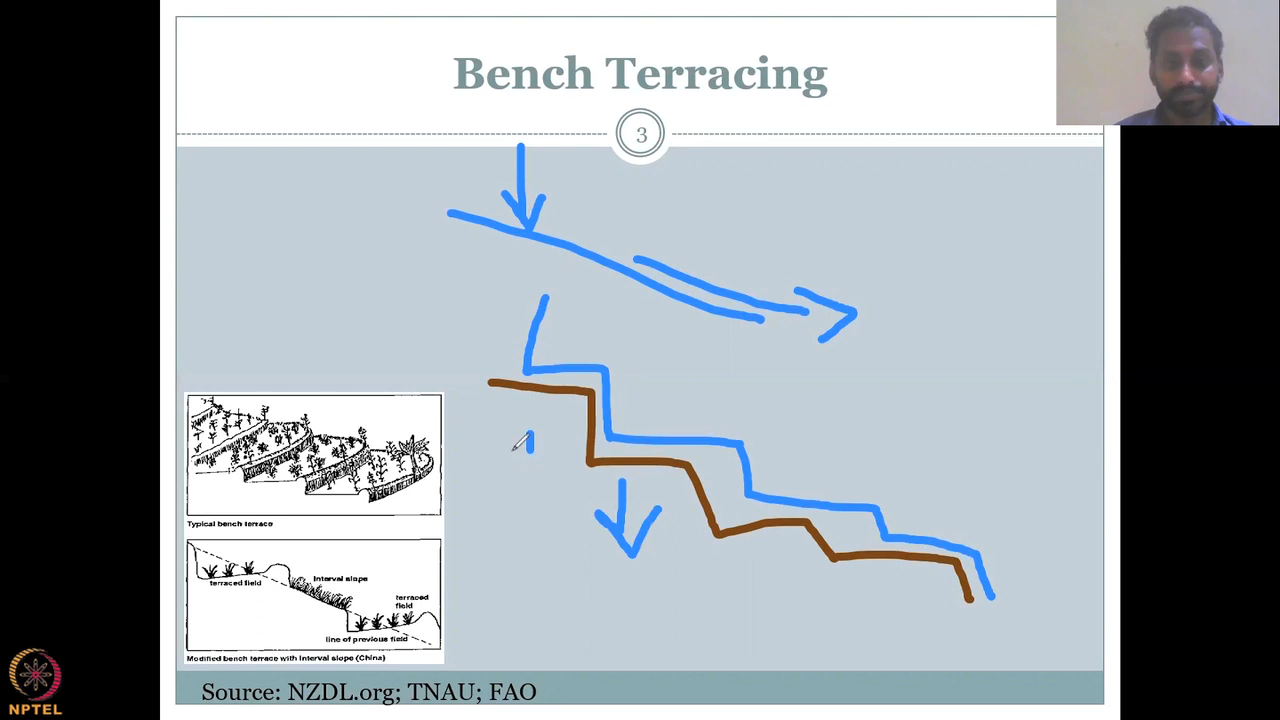 Bench Terracing
3
Typical bench terrace
terraced field
Interval slope
terraced
field
line of previous field
Modified bench terrace with interval slope (China)
Source: NZDL.org; TNAU; FAO
NPTEL